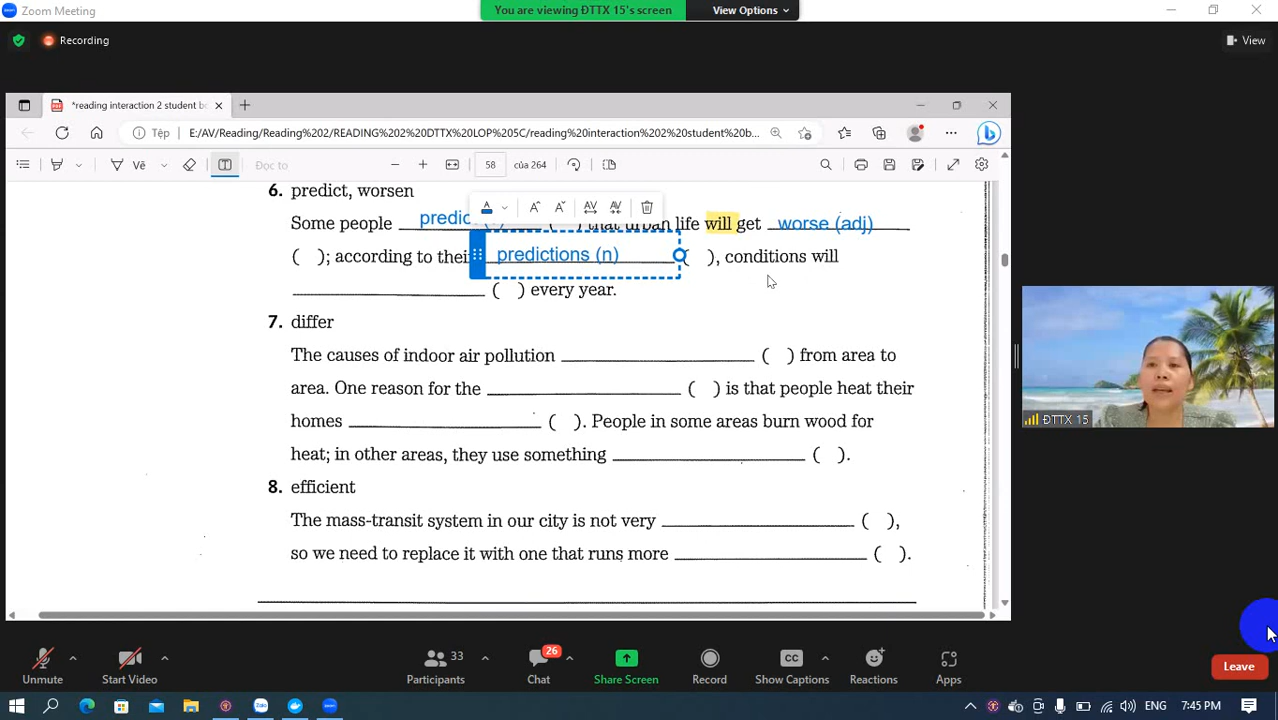 Zoom Meeting
You are viewing ĐTTX 15's screen
View Options
Recording
View
*reading interaction 2 student bo
Tệp
E:/AV/Reading/Reading%202/READING%202%20DTTX%20LOP%205C/reading%20interaction%202%20student%20b...
Vẽ
Đọc to
58
của 264
6. predict, worsen
Some people predic ( ) that urban life will get worse (adj)
( ); according to their predictions (n) ( ), conditions will
( ) every year.
7. differ
The causes of indoor air pollution ( ) from area to
area. One reason for the ( ) is that people heat their
homes ( ). People in some areas burn wood for
heat; in other areas, they use something ( ).
8. efficient
The mass-transit system in our city is not very ( ),
so we need to replace it with one that runs more ( ).
ĐTTX 15
Unmute
Start Video
33
Participants
26
Chat
Share Screen
Record
CC
Show Captions
Reactions
Apps
Leave
ENG
7:45 PM